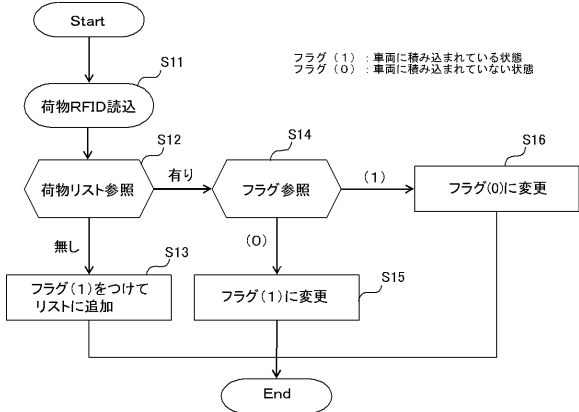 Start
フラグ(1):車両に積み込まれている状態
フラグ(0):車両に積み込まれていない状態
S11
荷物RFID読込
S12
荷物リスト参照
有り
S14
フラグ参照
(1)
S16
フラグ(0)に変更
無し
(0)
S13
フラグ(1)をつけて
リストに追加
S15
フラグ(1)に変更
End